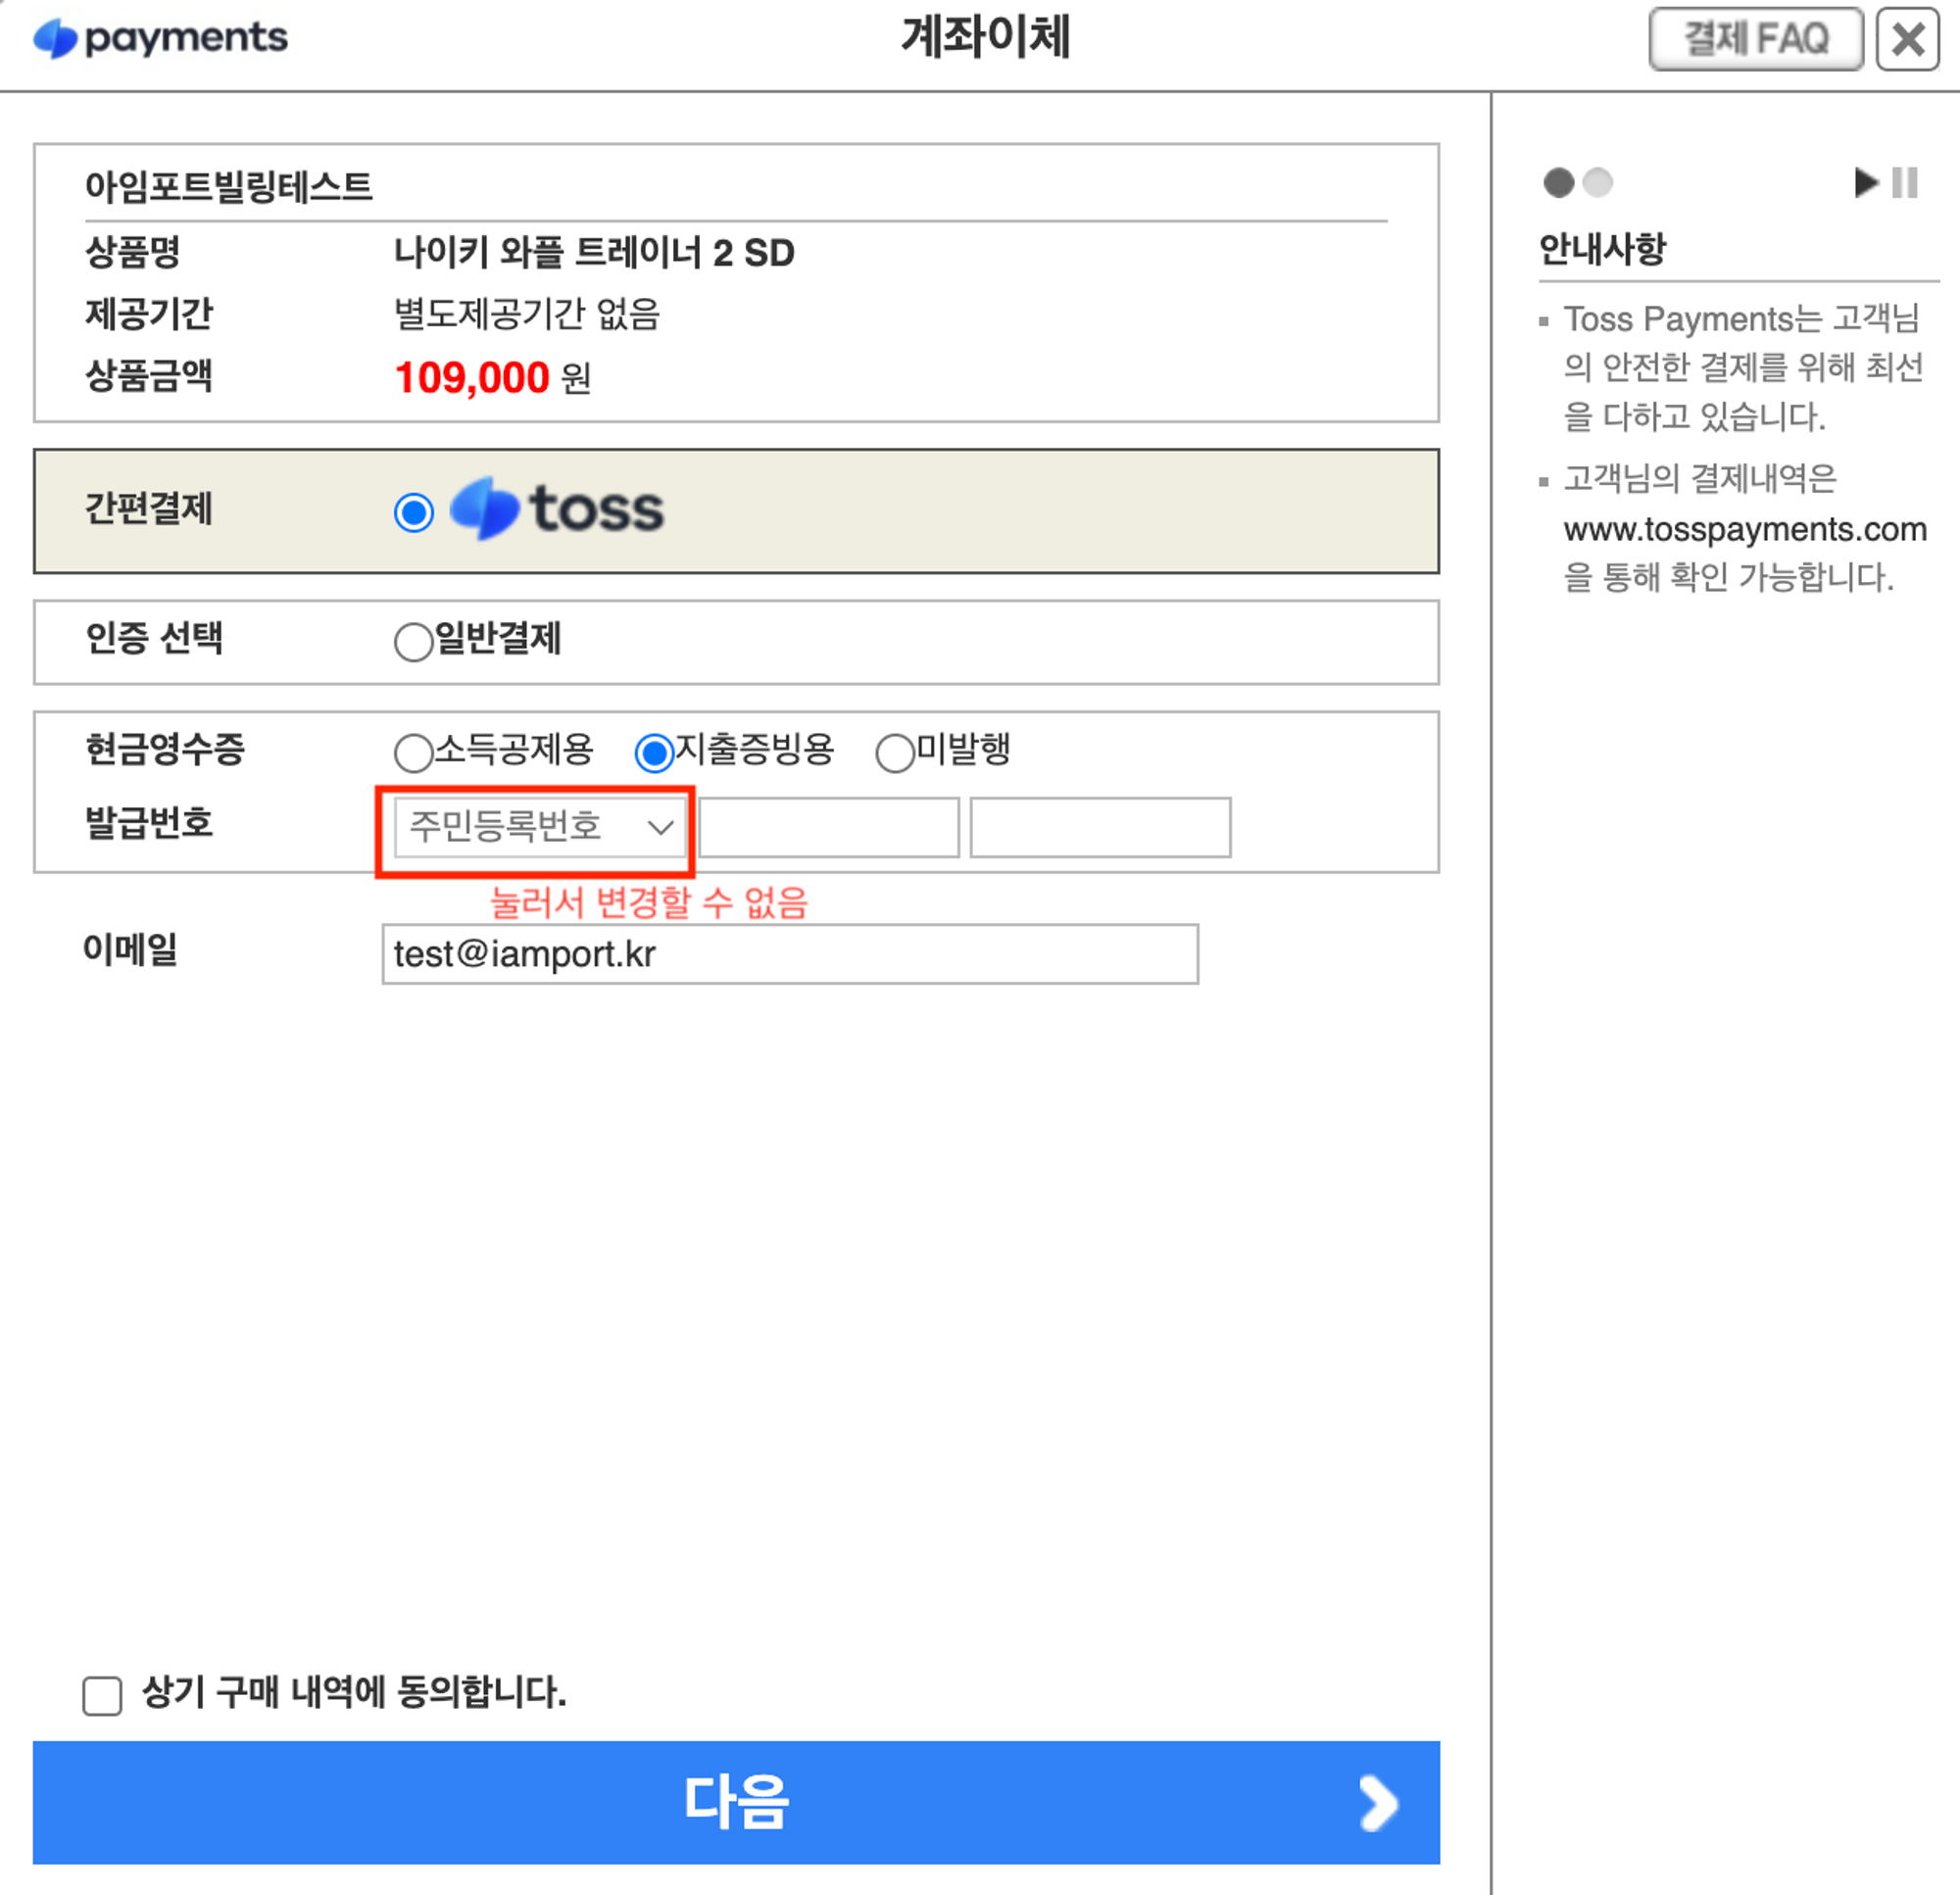 payments
계좌이체
결제 FAQ
아임포트빌링테스트
상품명 나이키 와플 트레이너 2 SD
제공기간 별도제공기간 없음
상품금액 109,000 원
간편결제 toss
인증 선택 일반결제
현금영수증 소득공제용 지출증빙용 미발행
발급번호 주민등록번호
눌러서 변경할 수 없음
이메일 test@iamport.kr
상기 구매 내역에 동의합니다.
다음
안내사항
Toss Payments는 고객님
의 안전한 결제를 위해 최선
을 다하고 있습니다.
고객님의 결제내역은
www.tosspayments.com
을 통해 확인 가능합니다.